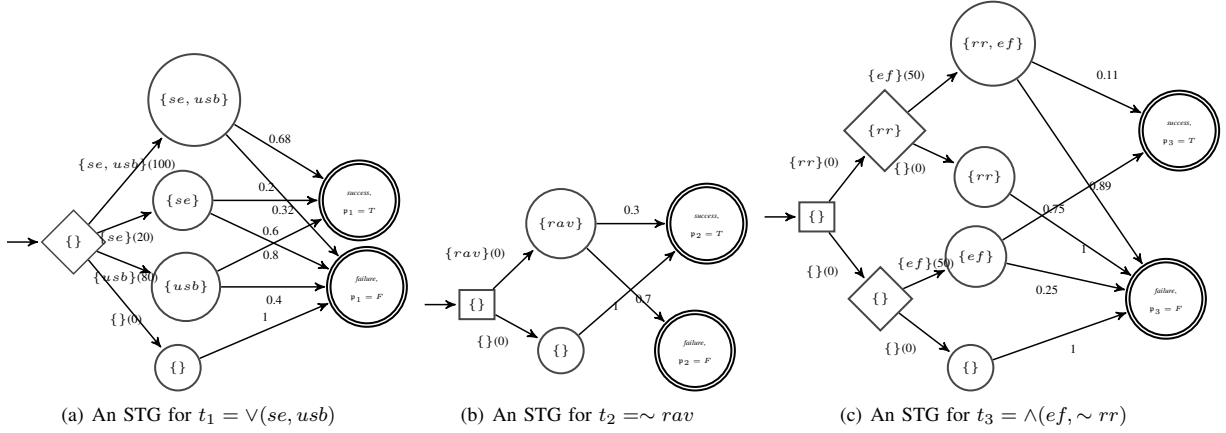 {se, usb}
0.68
{se, usb}(100)
success,
p₁ = T
0.2
{se}
0.32
{}
{se}(20)
0.6
0.8
{usb}(80)
{usb}
failure,
p₁ = F
0.4
{}(0)
1
{}
(a) An STG for t₁ = ∨(se, usb)
{rav}
0.3
success,
p₂ = T
{rav}(0)
{}
0.7
1
{}(0)
{}
failure,
p₂ = F
(b) An STG for t₂ =∼ rav
{rr, ef}
{ef}(50)
0.11
{rr}
success,
p₃ = T
{rr}(0)
{}(0)
{rr}
0.89
{}
0.75
{ef}
1
{ef}(50)
{}(0)
0.25
{}
failure,
p₃ = F
{}(0)
1
{}
(c) An STG for t₃ = ∧(ef, ∼ rr)